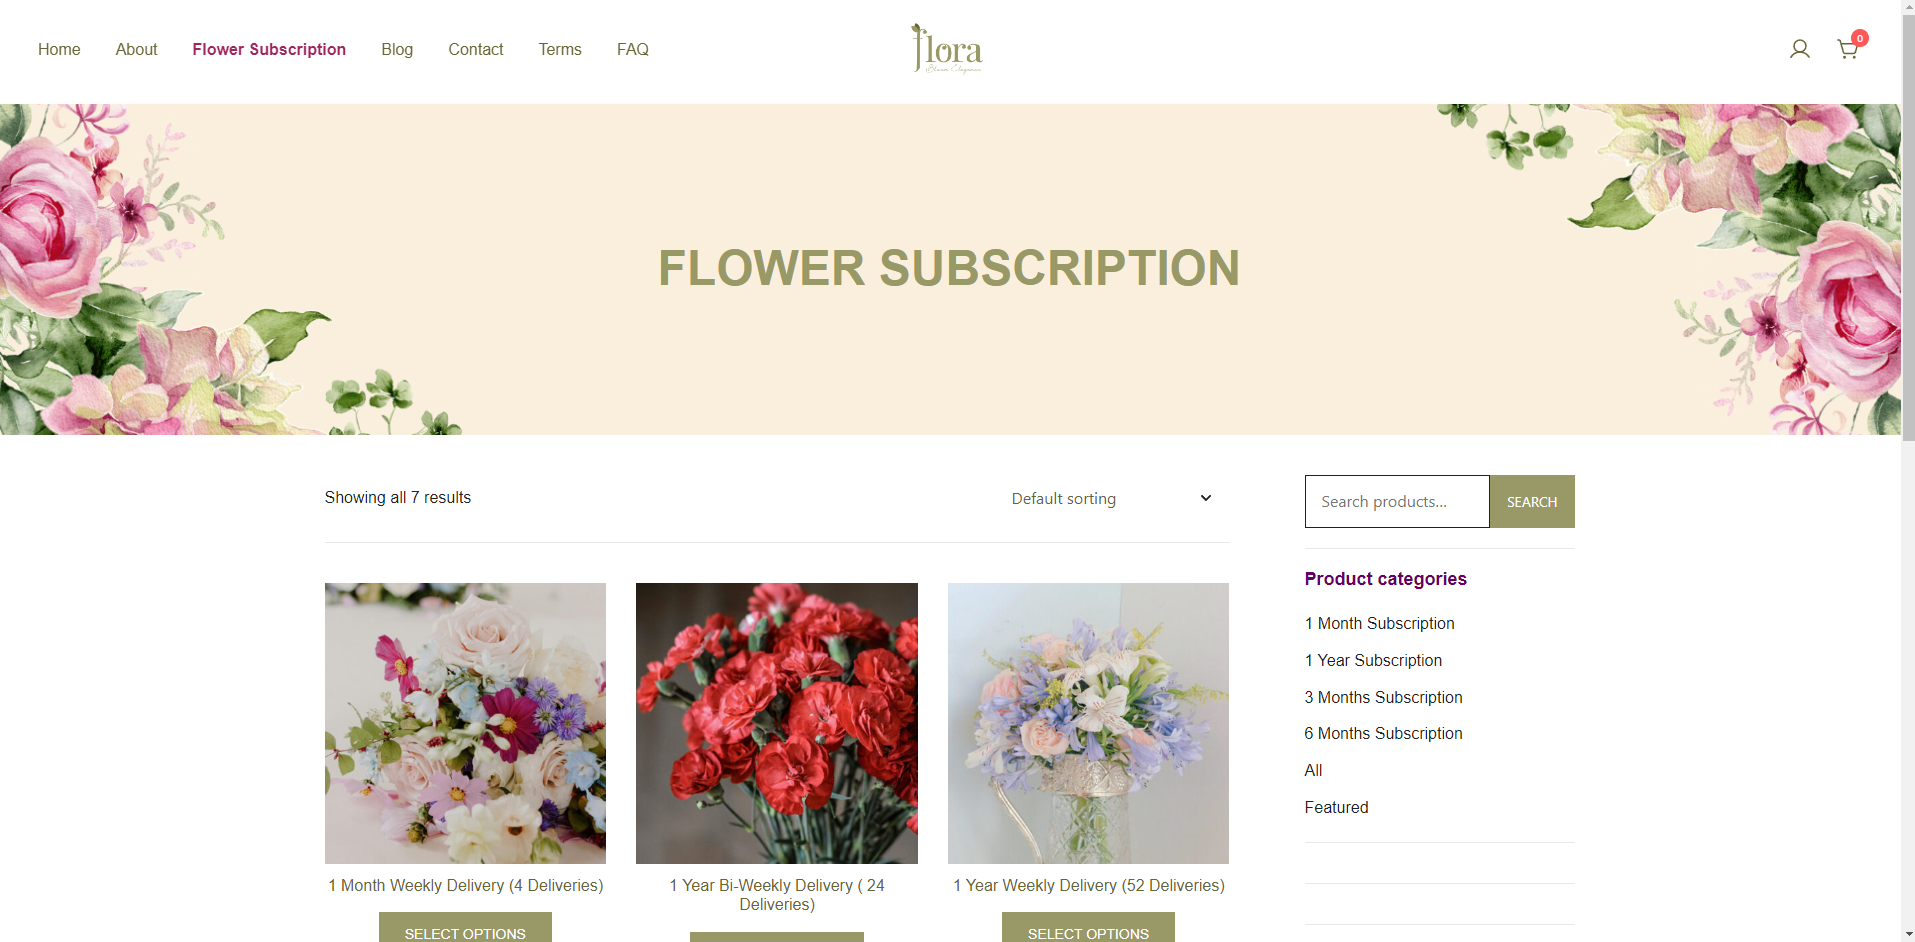 Home
About
Flower Subscription
Blog
Contact
Terms
FAQ
flora
Bloom Elegance
0
FLOWER SUBSCRIPTION
Showing all 7 results
Default sorting
Search products...
SEARCH
Product categories
1 Month Subscription
1 Year Subscription
3 Months Subscription
6 Months Subscription
All
Featured
1 Month Weekly Delivery (4 Deliveries)
SELECT OPTIONS
1 Year Bi-Weekly Delivery ( 24
Deliveries)
1 Year Weekly Delivery (52 Deliveries)
SELECT OPTIONS